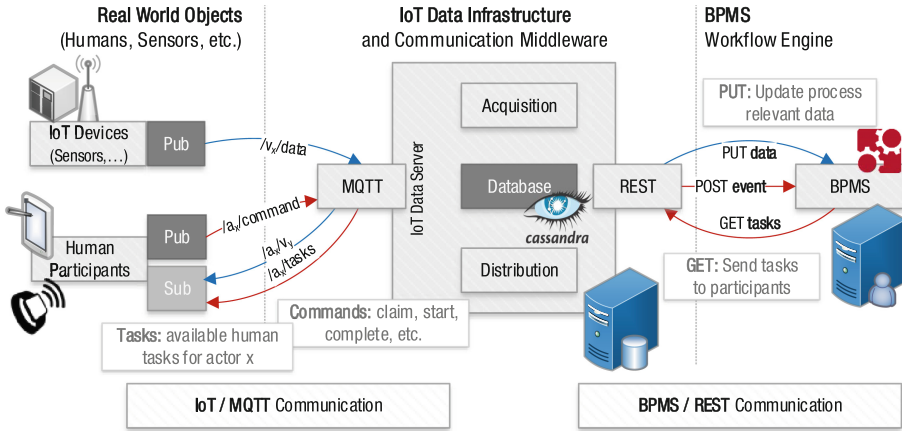 Real World Objects
(Humans, Sensors, etc.)
IoT Data Infrastructure
and Communication Middleware
BPMS
Workflow Engine
IoT Devices
(Sensors,...)
Pub
/vx/data
MQTT
IoT Data Server
Acquisition
Database
cassandra
Distribution
REST
PUT: Update process
relevant data
PUT data
POST event
GET tasks
BPMS
Human
Participants
Pub
Sub
/ax/command
/ax/vy
/ax/tasks
GET: Send tasks
to participants
Commands: claim, start,
complete, etc.
Tasks: available human
tasks for actor x
IoT / MQTT Communication
BPMS / REST Communication